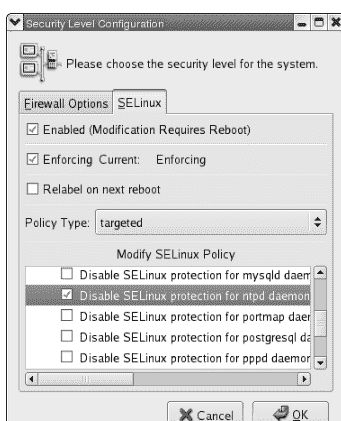 Security Level Configuration
Please choose the security level for the system.
Firewall Options
SELinux
Enabled (Modification Requires Reboot)
Enforcing Current: Enforcing
Relabel on next reboot
Policy Type: targeted
Modify SELinux Policy
Disable SELinux protection for mysqld daem
Disable SELinux protection for ntpd daemon
Disable SELinux protection for portmap daer
Disable SELinux protection for postgresql da
Disable SELinux protection for pppd daemor
Cancel
OK